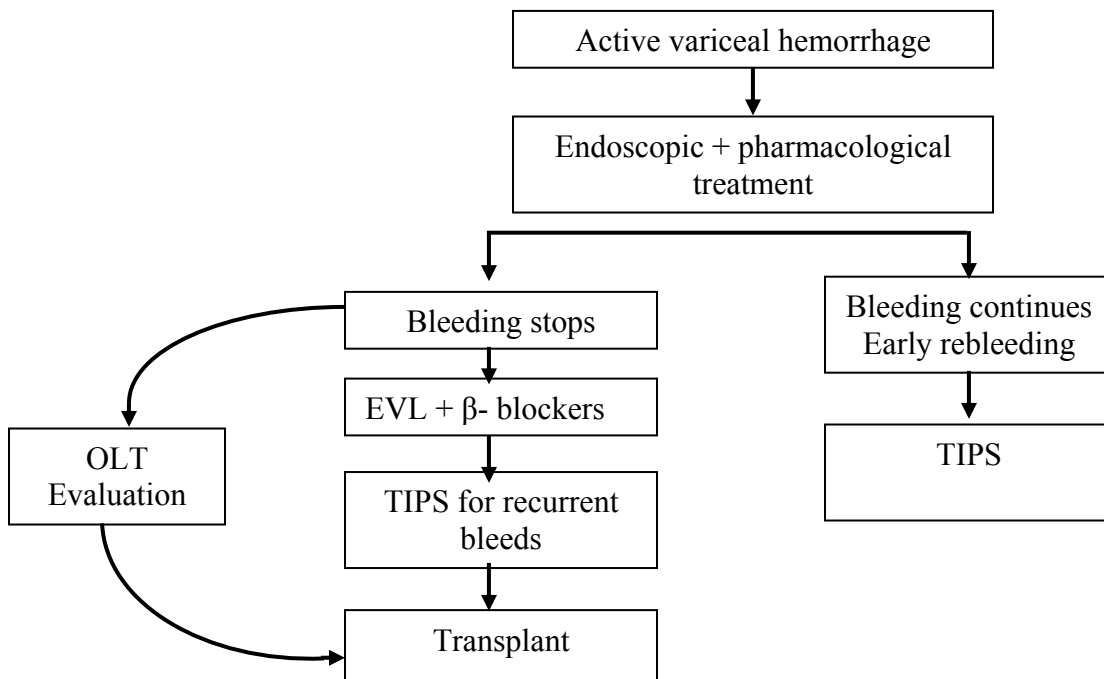 Active variceal hemorrhage
Endoscopic + pharmacological
treatment
Bleeding stops
Bleeding continues
Early rebleeding
EVL + β- blockers
OLT
Evaluation
TIPS
TIPS for recurrent
bleeds
Transplant